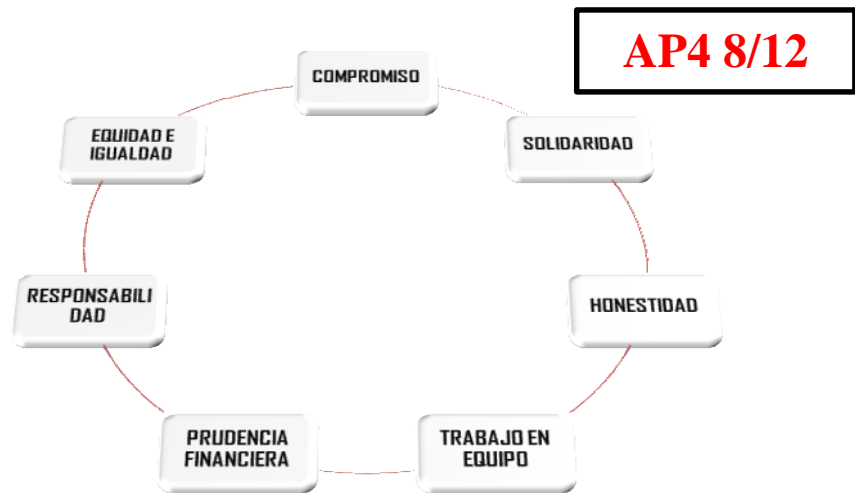 AP4 8/12
COMPROMISO
SOLIDARIDAD
HONESTIDAD
TRABAJO EN
EQUIPO
PRUDENCIA
FINANCIERA
RESPONSABILI
DAD
EQUIDAD E
IGUALDAD